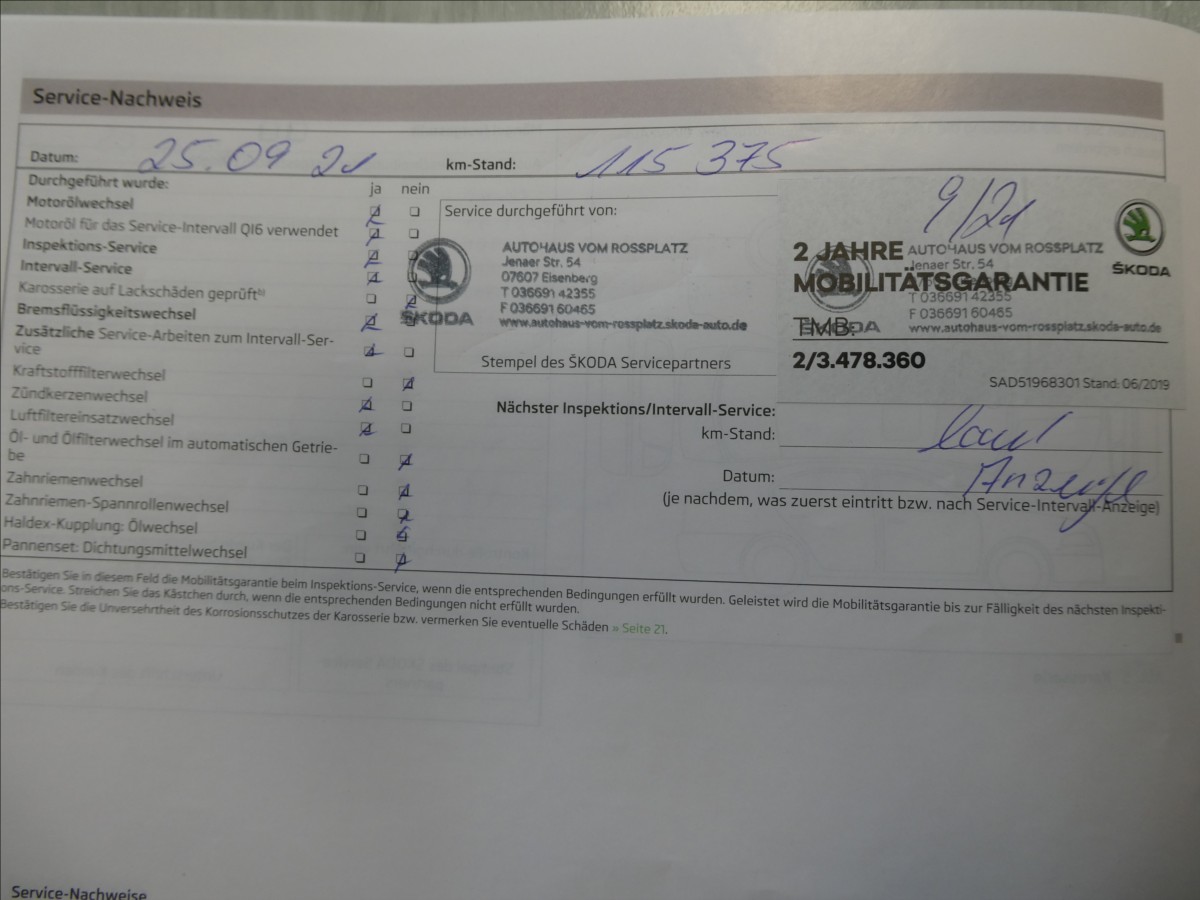 Service-Nachweis
Datum: 25.09 21 km-Stand: 115 375
Durchgeführt wurde: ja nein
Motorölwechsel
Motoröl für das Service-Intervall QI6 verwendet
Inspektions-Service
Intervall-Service
Karosserie auf Lackschäden geprüft
Bremsflüssigkeitswechsel
Zusätzliche Service-Arbeiten zum Intervall-Ser-
vice
Kraftstofffilterwechsel
Zündkerzenwechsel
Luftfiltereinsatzwechsel
Öl- und Ölfilterwechsel im automatischen Getrie-
be
Zahnriemenwechsel
Zahnriemen-Spannrollenwechsel
Haldex-Kupplung: Ölwechsel
Pannenset: Dichtungsmittelwechsel
Service durchgeführt von:
AUTOHAUS VOM ROSSPLATZ
Jenaer Str. 54
07607 Eisenberg
T 036691 42355
F 036691 60465
www.autohaus-vom-rossplatz.skoda-auto.de
ŠKODA
Stempel des ŠKODA Servicepartners
9/21
2 JAHRE
MOBILITÄTSGARANTIE
AUTOHAUS VOM ROSSPLATZ
Jenaer Str. 54
T 036691 42355
F 036691 60465
www.autohaus-vom-rossplatz.skoda-auto.de
ŠKODA
TMB:
2/3.478.360
SAD51968301 Stand: 06/2019
Nächster Inspektions/Intervall-Service:
km-Stand: laut
Datum: Anzeige
(je nachdem, was zuerst eintritt bzw. nach Service-Intervall-Anzeige)
Bestätigen Sie in diesem Feld die Mobilitätsgarantie beim Inspektions-Service, wenn die entsprechenden Bedingungen erfüllt wurden. Geleistet wird die Mobilitätsgarantie bis zur Fälligkeit des nächsten Inspekti-
ons-Service. Streichen Sie das Kästchen durch, wenn die entsprechenden Bedingungen nicht erfüllt wurden.
Bestätigen Sie die Unversehrtheit des Korrosionsschutzes der Karosserie bzw. vermerken Sie eventuelle Schäden » Seite 21.
Service-Nachweise